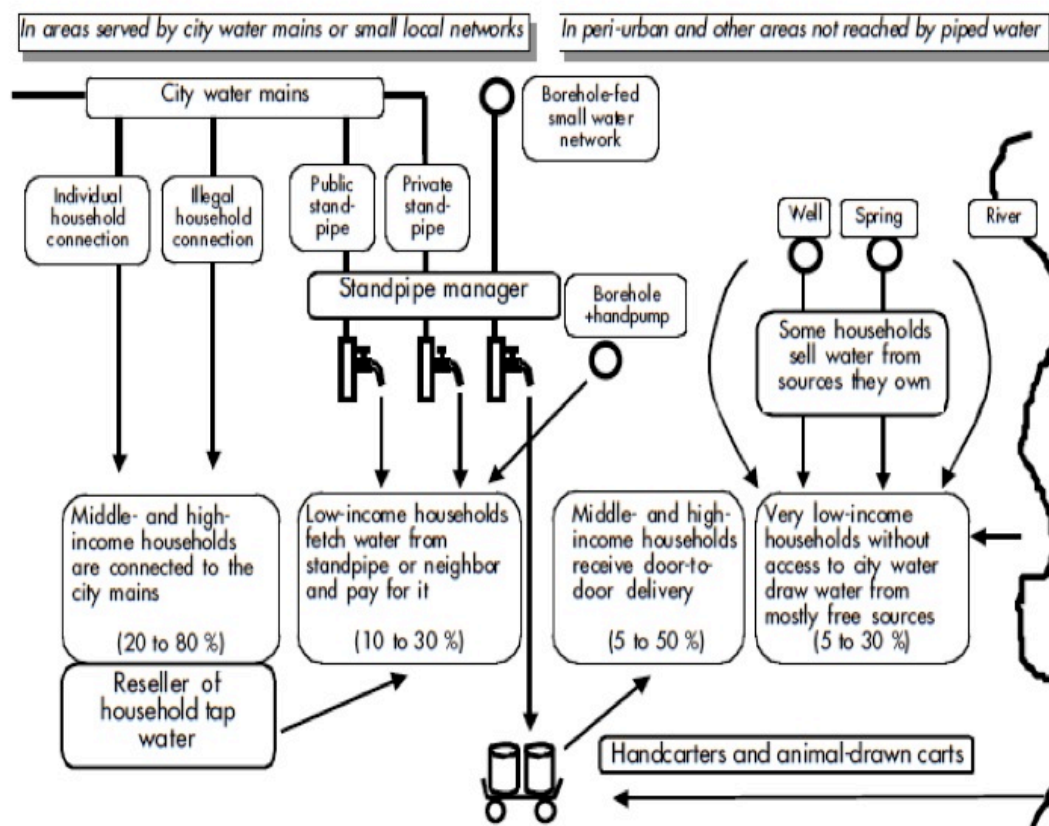 In areas served by city water mains or small local networks
In peri-urban and other areas not reached by piped water
City water mains
Borehole-fed
small water
network
Individual
household
connection
Illegal
household
connection
Public
stand-
pipe
Private
stand-
pipe
Well
Spring
River
Standpipe manager
Borehole
+handpump
Some households
sell water from
sources they own
Middle- and high-
income households
are connected to the
city mains
(20 to 80 %)
Low-income households
fetch water from
standpipe or neighbor
and pay for it
(10 to 30 %)
Middle- and high-
income households
receive door-to-
door delivery
(5 to 50 %)
Very low-income
households without
access to city water
draw water from
mostly free sources
(5 to 30 %)
Reseller of
household tap
water
Handcarters and animal-drawn carts